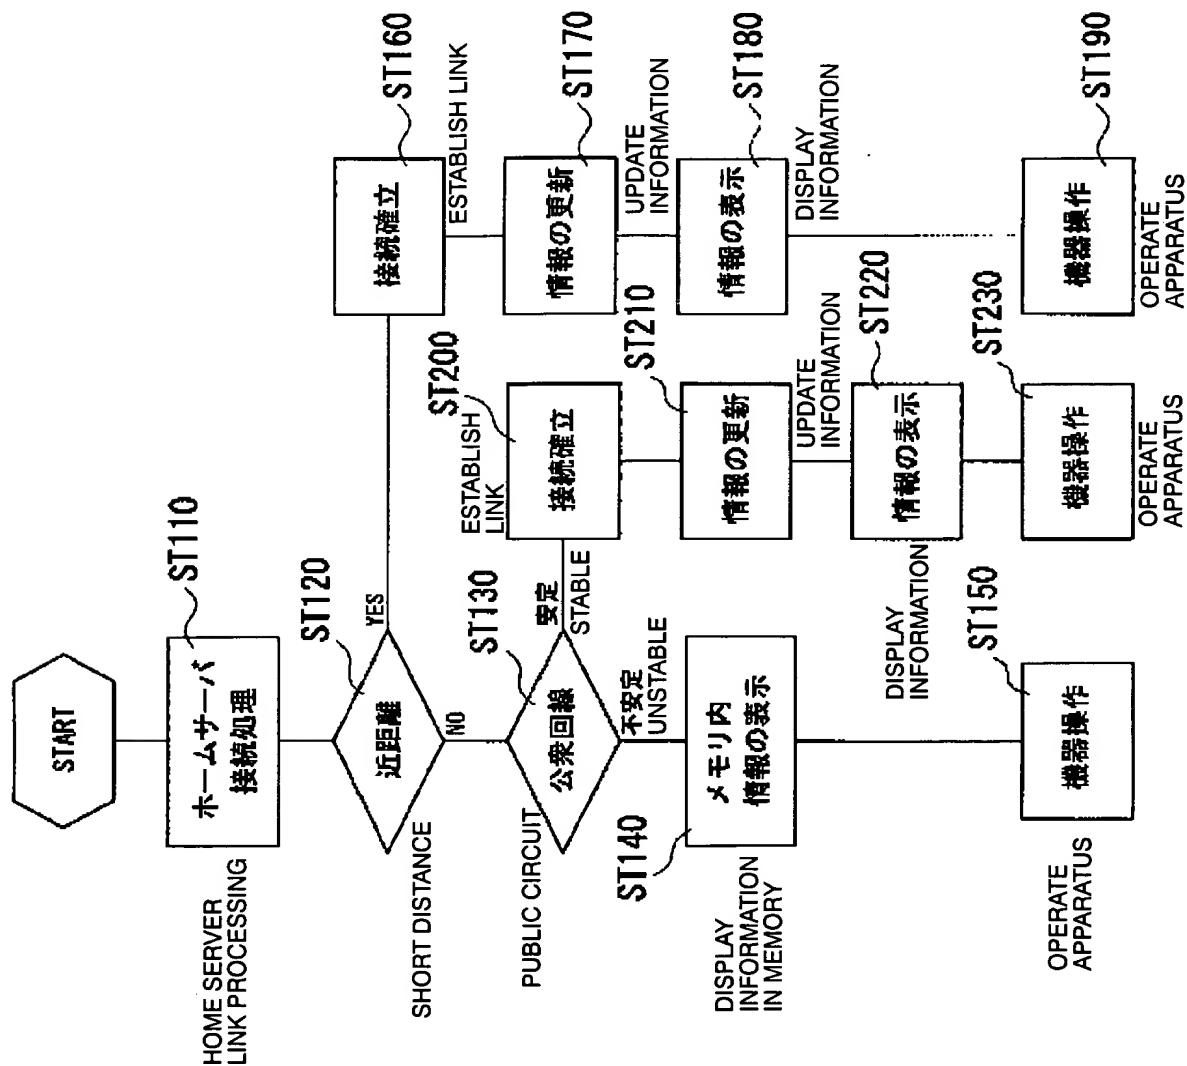 START
ST110
ホームサーバ
接続処理
HOME SERVER
LINK PROCESSING
ST120
近距離
SHORT DISTANCE
YES
NO
ST130
公衆回線
PUBLIC CIRCUIT
安定
STABLE
不安定
UNSTABLE
ST140
メモリ内
情報の表示
DISPLAY
INFORMATION
IN MEMORY
ST150
機器操作
OPERATE
APPARATUS
ST160
接続確立
ESTABLISH LINK
ST170
情報の更新
UPDATE
INFORMATION
ST180
情報の表示
DISPLAY
INFORMATION
ST190
機器操作
OPERATE
APPARATUS
ST200
接続確立
ESTABLISH
LINK
ST210
情報の更新
UPDATE
INFORMATION
ST220
情報の表示
DISPLAY
INFORMATION
ST230
機器操作
OPERATE
APPARATUS